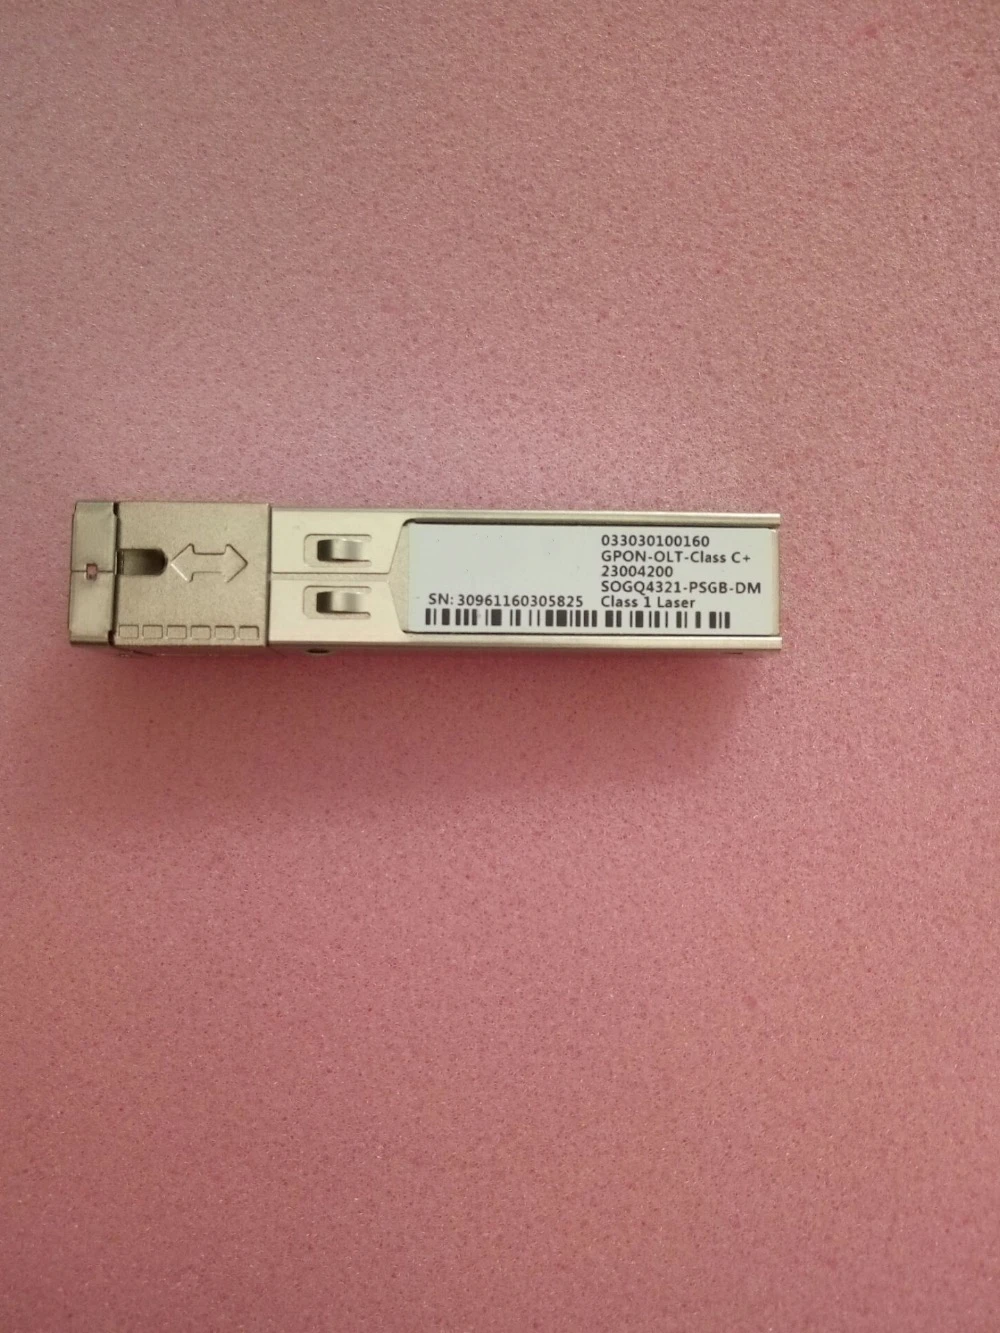 033030100160
GPON-OLT-Class C+
23004200
SOGQ4321-PSGB-DM
SN: 30961160305825 Class 1 Laser